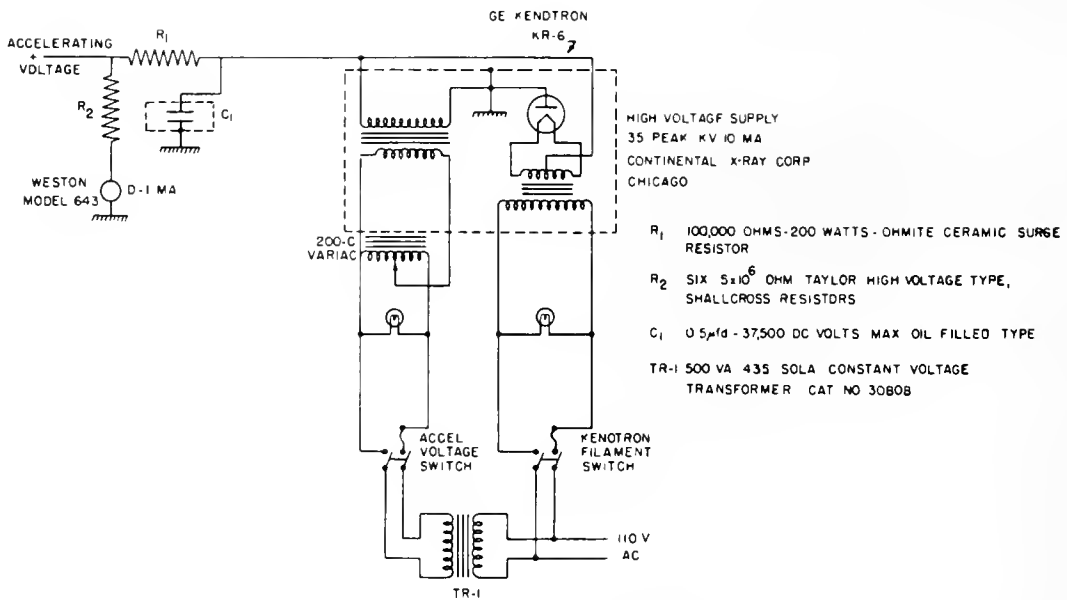 GE KENDTRON
KR-6
ACCELERATING
+
VOLTAGE
R1
R2
C1
WESTON
MODEL 643
D-1 MA
HIGH VOLTAGE SUPPLY
35 PEAK KV 10 MA
CONTINENTAL X-RAY CORP
CHICAGO
200-C
VARIAC
R1 100,000 OHMS-200 WATTS-OHMITE CERAMIC SURGE
RESISTOR
R2 SIX 5x10^6 OHM TAYLOR HIGH VOLTAGE TYPE,
SHALLCROSS RESISTORS
C1 0.5μfd - 37,500 DC VOLTS MAX OIL FILLED TYPE
TR-1 500 VA 435 SOLA CONSTANT VOLTAGE
TRANSFORMER CAT NO 30808
ACCEL
VOLTAGE
SWITCH
KENOTRON
FILAMENT
SWITCH
110 V
AC
TR-1